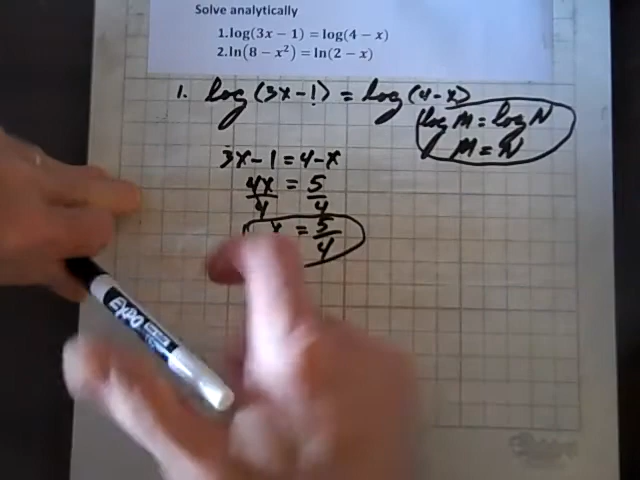 Solve analytically
1.log(3x − 1) = log(4 − x)
2.ln(8 − x²) = ln(2 − x)
1. log (3x-1) = log (4-x)
log M = log N
M = N
3x-1 = 4-x
4x = 5
4 4
x = 5
4
EXPO